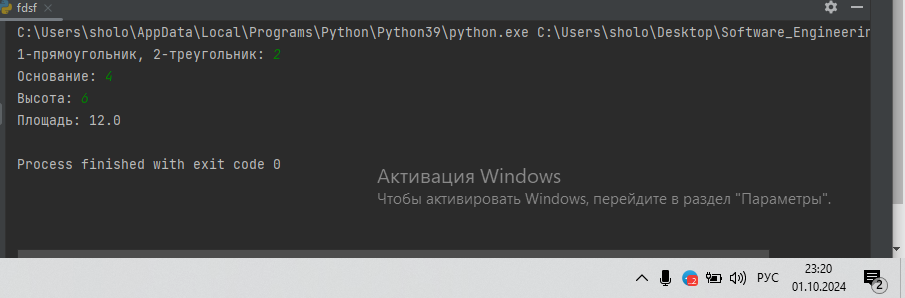 fdsf
C:\Users\sholo\AppData\Local\Programs\Python\Python39\python.exe C:\Users\sholo\Desktop\Software_Engineerin
1-прямоугольник, 2-треугольник: 2
Основание: 4
Высота: 6
Площадь: 12.0
Process finished with exit code 0
Активация Windows
Чтобы активировать Windows, перейдите в раздел "Параметры".
2
РУС
23:20
01.10.2024
2